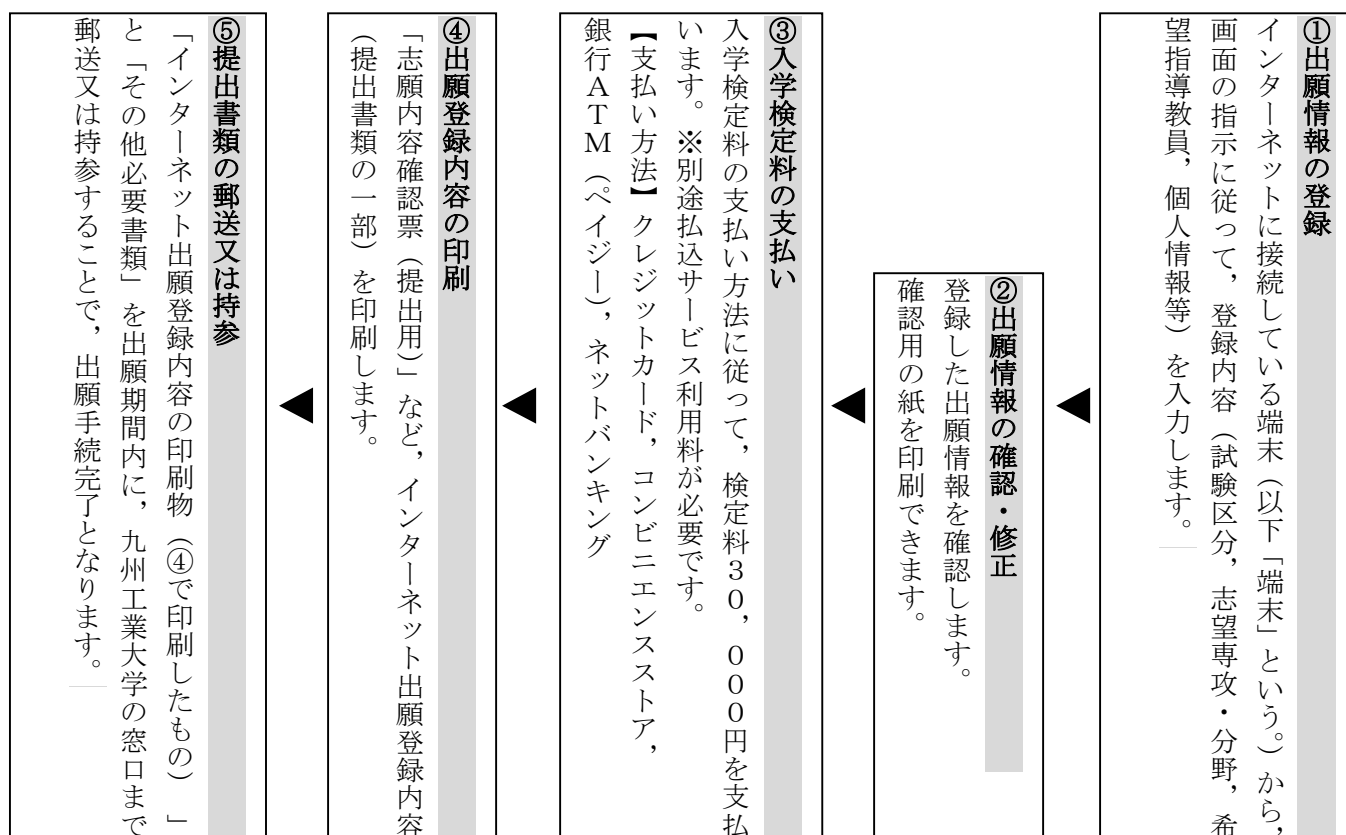 ①出願情報の登録
インターネットに接続している端末（以下「端末」という。）から，
画面の指示に従って，登録内容（試験区分，志望専攻・分野，希
望指導教員，個人情報等）を入力します。
②出願情報の確認・修正
登録した出願情報を確認します。
確認用の紙を印刷できます。
③入学検定料の支払い
入学検定料の支払い方法に従って，検定料３０，０００円を支払
います。※別途払込サービス利用料が必要です。
【支払い方法】クレジットカード，コンビニエンスストア，
銀行ＡＴＭ（ペイジー），ネットバンキング
④出願登録内容の印刷
「志願内容確認票（提出用）」など，インターネット出願登録内容
（提出書類の一部）を印刷します。
⑤提出書類の郵送又は持参
「インターネット出願登録内容の印刷物（④で印刷したもの）」
と「その他必要書類」を出願期間内に，九州工業大学の窓口まで
郵送又は持参することで，出願手続完了となります。